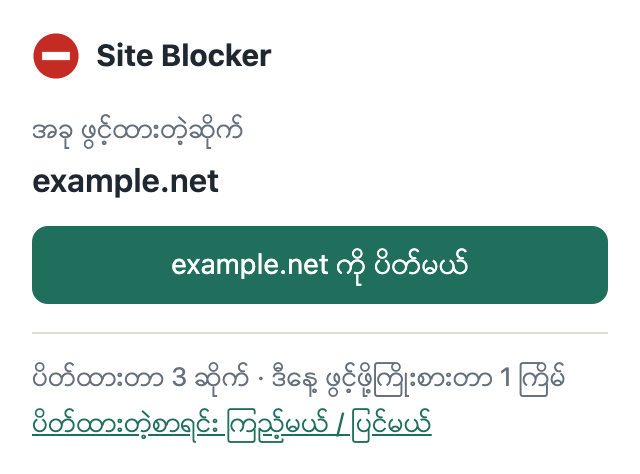 Site Blocker
အခု ဖွင့်ထားတဲ့ဆိုက်
example.net
example.net ကို ပိတ်မယ်
ပိတ်ထားတာ 3 ဆိုက် · ဒီနေ့ ဖွင့်ဖို့ကြိုးစားတာ 1 ကြိမ်
ပိတ်ထားတဲ့စာရင်း ကြည့်မယ် / ပြင်မယ်